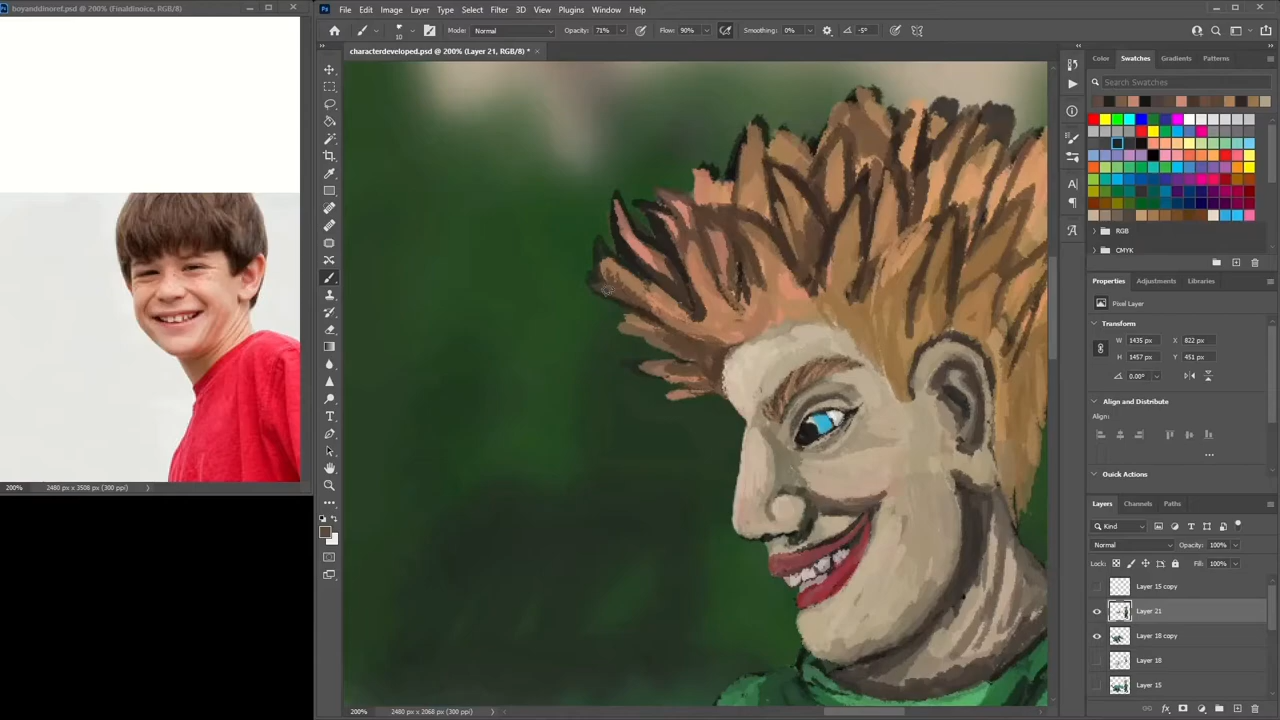 boyanddinoref.psd @ 200% (Finaldinoice, RGB/8)
File Edit Image Layer Type Select Filter 3D View Plugins Window Help
10 Mode: Normal Opacity: 71% Flow: 90% Smoothing: 0% -5°
characterdeveloped.psd @ 200% (Layer 21, RGB/8) *
Color Swatches Gradients Patterns
Search Swatches
RGB
CMYK
Properties Adjustments Libraries
Pixel Layer
Transform
W 1435 px X 822 px
H 1457 px Y 451 px
0.00°
Align and Distribute
Align:
Quick Actions
Layers Channels Paths
Kind
Normal Opacity: 100%
Lock: Fill: 100%
Layer 15 copy
Layer 21
Layer 18 copy
Layer 18
Layer 15
200% 2480 px x 3508 px (300 ppi)
200% 2480 px x 2068 px (300 ppi)